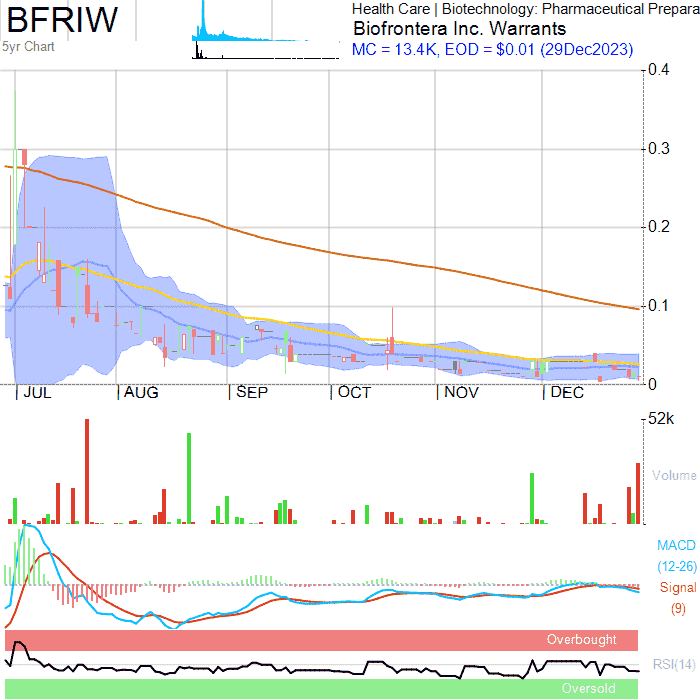 BFRIW
5yr Chart
Health Care | Biotechnology: Pharmaceutical Prepara
Biofrontera Inc. Warrants
MC = 13.4K, EOD = $0.01 (29Dec2023)
0.4
0.3
0.2
0.1
0
JUL AUG SEP OCT NOV DEC
52k
Volume
MACD
(12-26)
Signal
(9)
Overbought
RSI(14)
Oversold